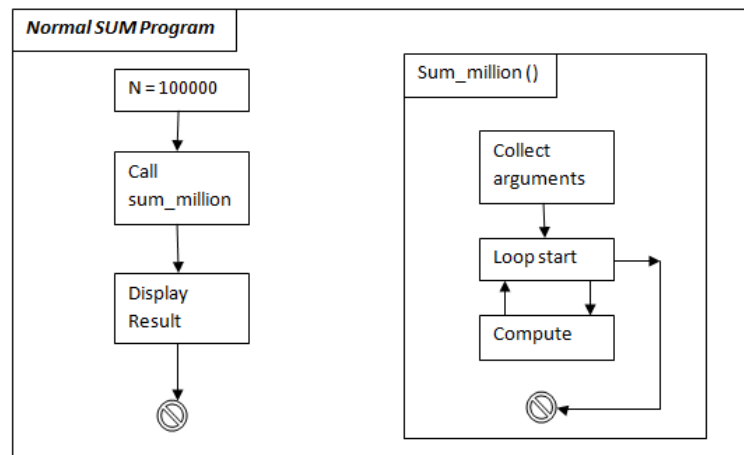 Normal SUM Program
N = 100000
Call
sum_million
Display
Result
Sum_million ()
Collect
arguments
Loop start
Compute